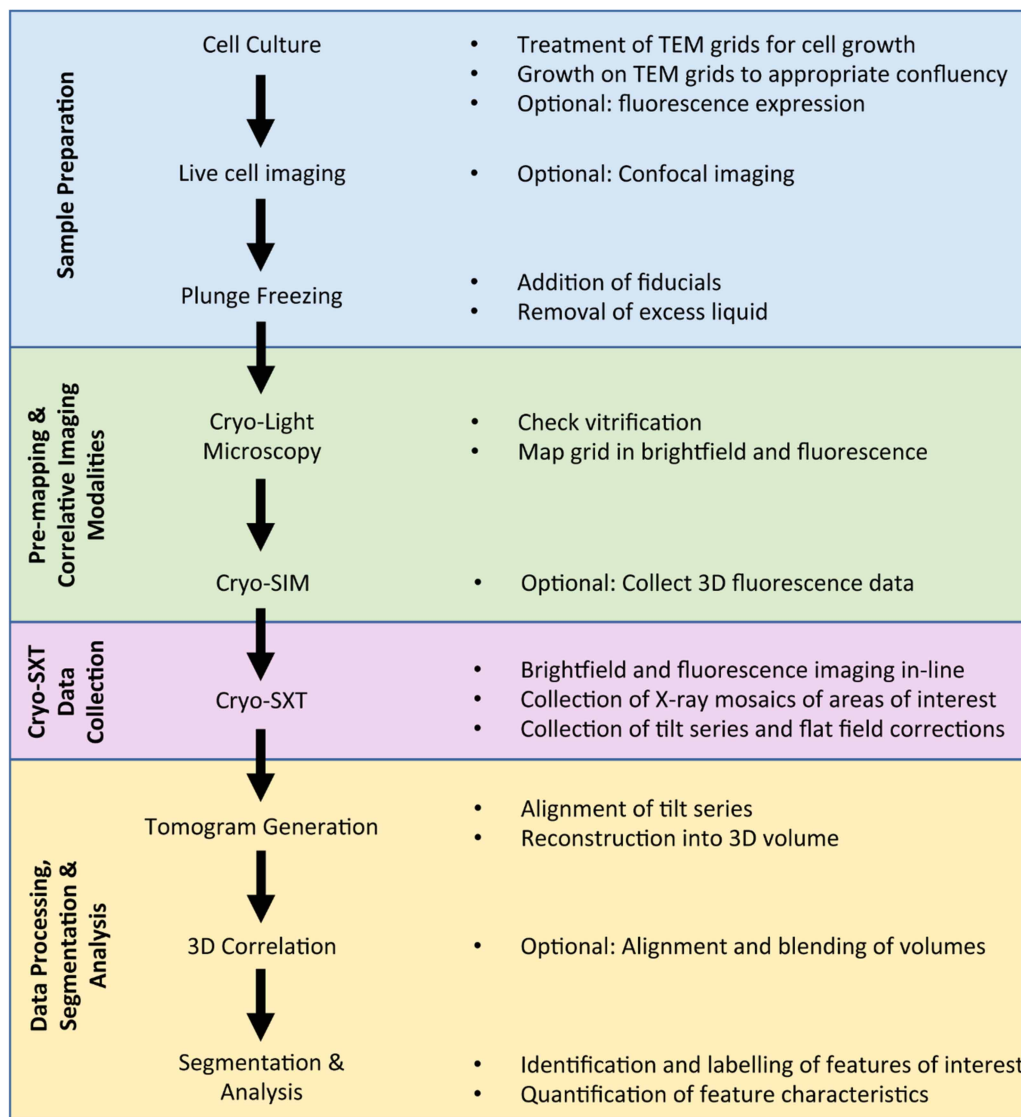 Sample Preparation
Cell Culture
• Treatment of TEM grids for cell growth
• Growth on TEM grids to appropriate confluency
• Optional: fluorescence expression
Live cell imaging
• Optional: Confocal imaging
Plunge Freezing
• Addition of fiducials
• Removal of excess liquid
Pre-mapping &
Correlative Imaging
Modalities
Cryo-Light
Microscopy
• Check vitrification
• Map grid in brightfield and fluorescence
Cryo-SIM
• Optional: Collect 3D fluorescence data
Cryo-SXT
Data
Collection
Cryo-SXT
• Brightfield and fluorescence imaging in-line
• Collection of X-ray mosaics of areas of interest
• Collection of tilt series and flat field corrections
Data Processing,
Segmentation &
Analysis
Tomogram Generation
• Alignment of tilt series
• Reconstruction into 3D volume
3D Correlation
• Optional: Alignment and blending of volumes
Segmentation &
Analysis
• Identification and labelling of features of interest
• Quantification of feature characteristics